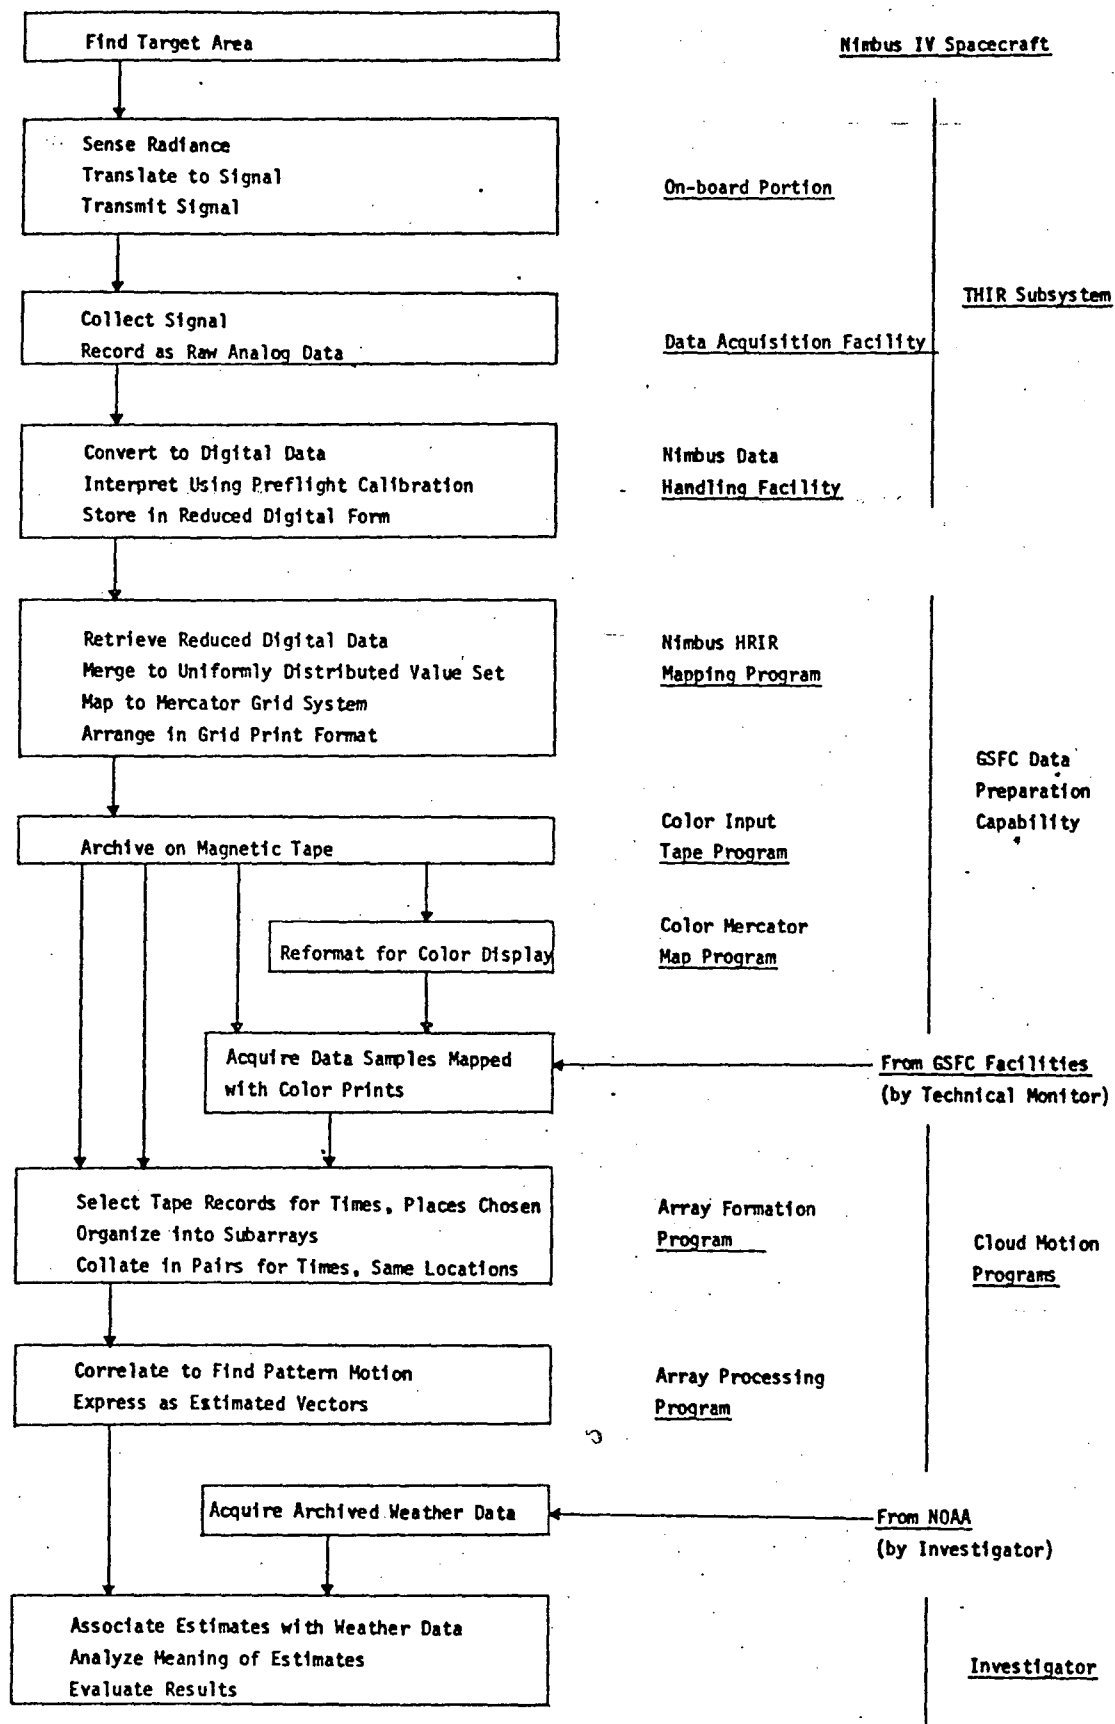 Find Target Area
Nimbus IV Spacecraft
Sense Radiance
Translate to Signal
Transmit Signal
On-board Portion
THIR Subsystem
Collect Signal
Record as Raw Analog Data
Data Acquisition Facility
Convert to Digital Data
Interpret Using Preflight Calibration
Store in Reduced Digital Form
Nimbus Data
Handling Facility
Retrieve Reduced Digital Data
Merge to Uniformly Distributed Value Set
Map to Mercator Grid System
Arrange in Grid Print Format
Nimbus HRIR
Mapping Program
GSFC Data
Preparation
Capability
Archive on Magnetic Tape
Color Input
Tape Program
Reformat for Color Display
Color Mercator
Map Program
Acquire Data Samples Mapped
with Color Prints
From GSFC Facilities
(by Technical Monitor)
Select Tape Records for Times, Places Chosen
Organize into Subarrays
Collate in Pairs for Times, Same Locations
Array Formation
Program
Cloud Motion
Programs
Correlate to Find Pattern Motion
Express as Estimated Vectors
Array Processing
Program
Acquire Archived Weather Data
From NOAA
(by Investigator)
Associate Estimates with Weather Data
Analyze Meaning of Estimates
Evaluate Results
Investigator